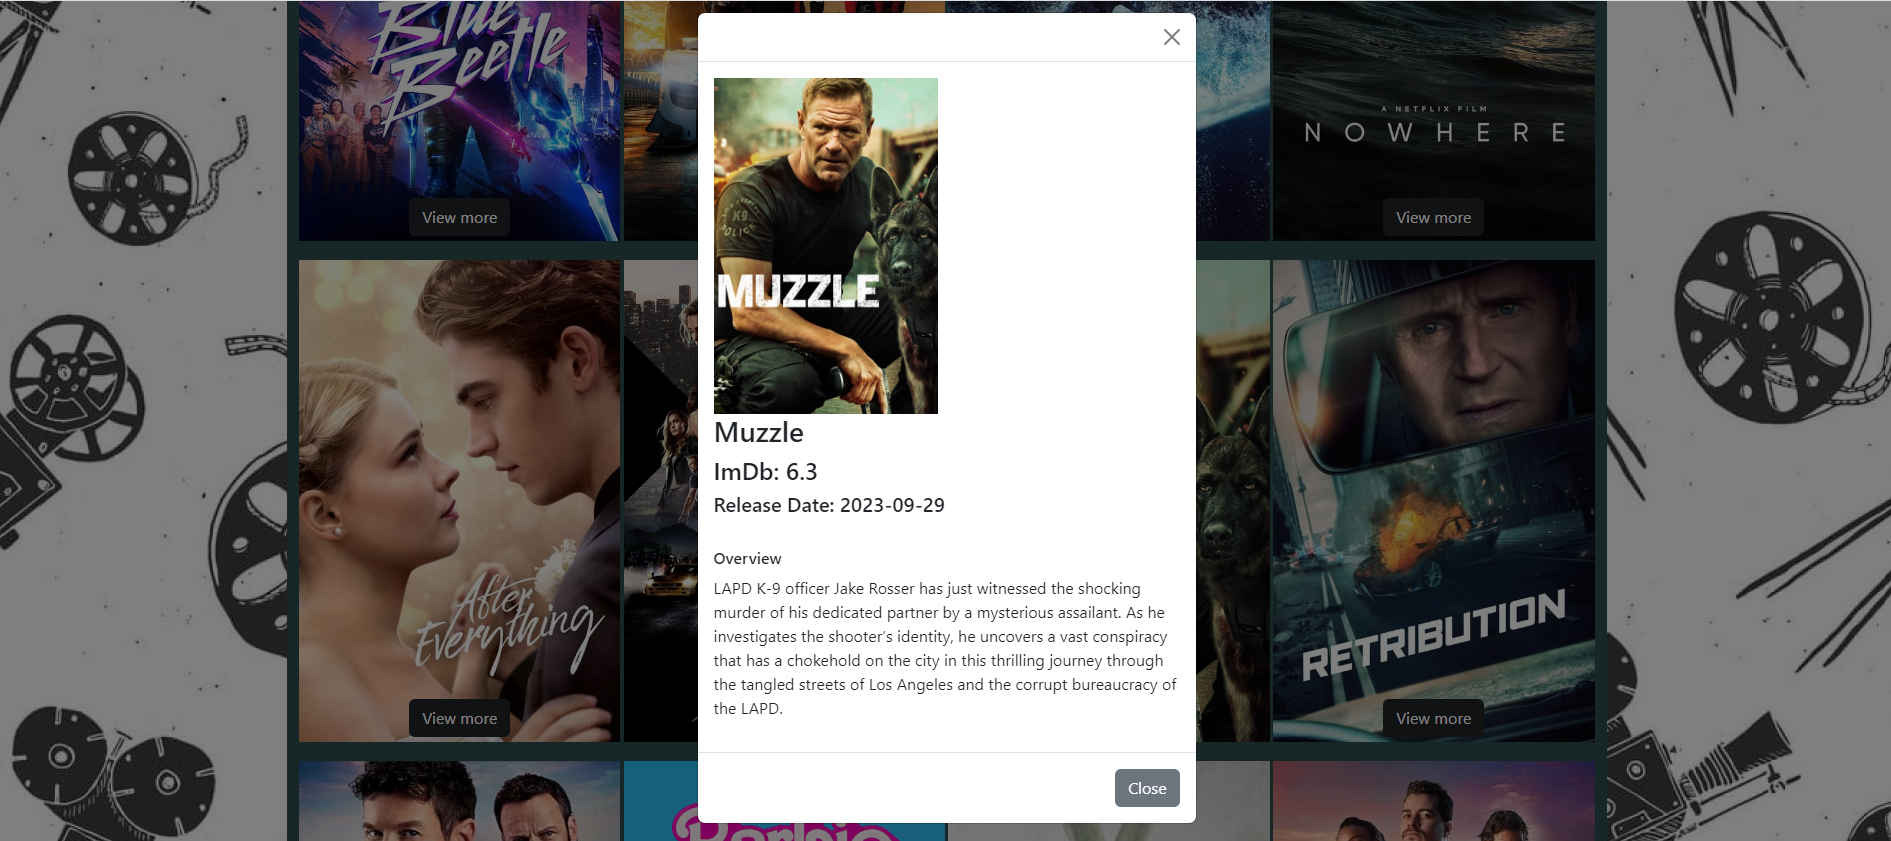 Blue
Beetle
View more
A NETFLIX FILM
NOWHERE
View more
K9
POLICE
MUZZLE
Muzzle
ImDb: 6.3
Release Date: 2023-09-29
Overview
LAPD K-9 officer Jake Rosser has just witnessed the shocking
murder of his dedicated partner by a mysterious assailant. As he
investigates the shooter’s identity, he uncovers a vast conspiracy
that has a chokehold on the city in this thrilling journey through
the tangled streets of Los Angeles and the corrupt bureaucracy of
the LAPD.
Close
After
Everything
View more
RETRIBUTION
View more
Barbie